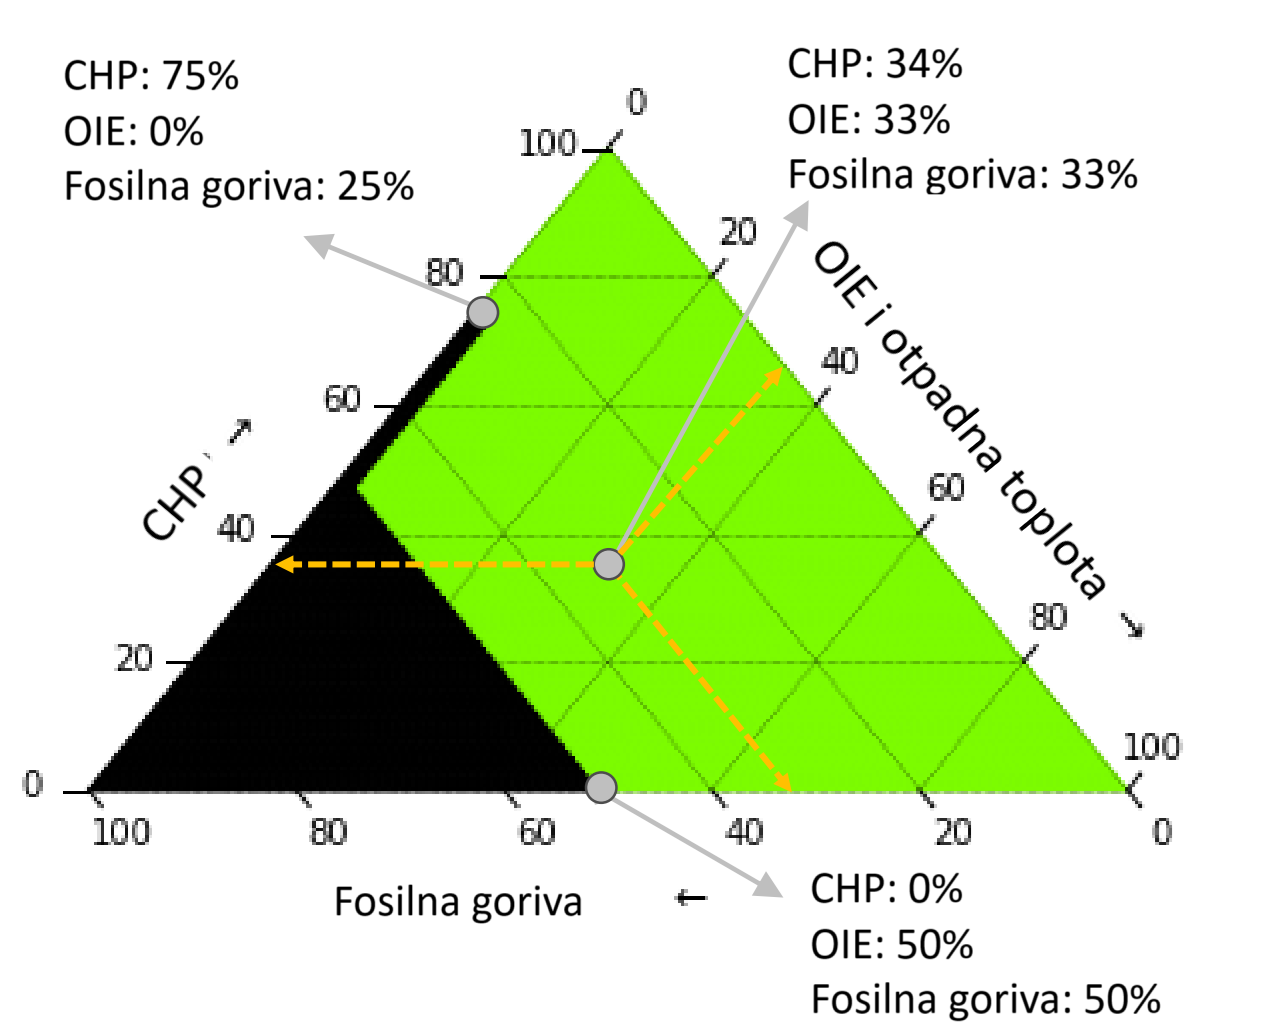 CHP: 75%
OIE: 0%
Fosilna goriva: 25%
CHP: 34%
OIE: 33%
Fosilna goriva: 33%
0
100
20
80
40
60
60
40
80
20
100
0
OIE i otpadna toplota →
CHP →
100
80
60
40
20
0
Fosilna goriva ←
CHP: 0%
OIE: 50%
Fosilna goriva: 50%